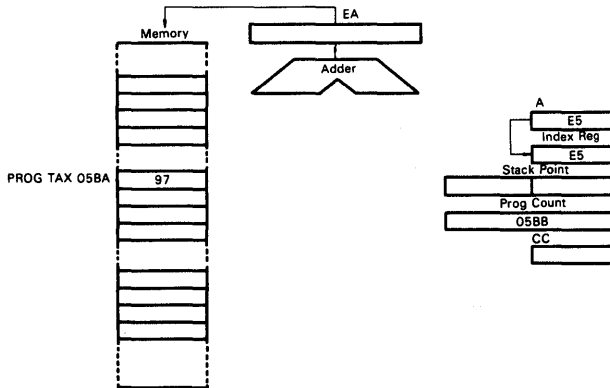 EA
Memory
Adder
A
E5
Index Reg
E5
Stack Point
PROG TAX 05BA 97
Prog Count
05BB
CC